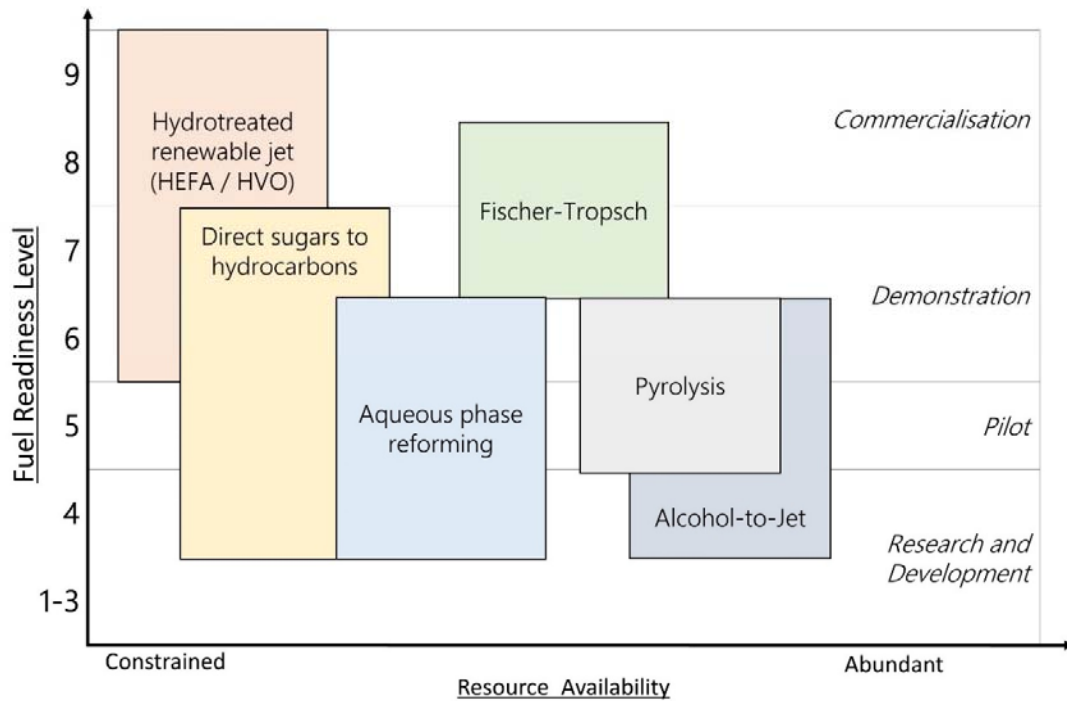 9
8
7
6
5
4
1-3
Fuel Readiness Level
Hydrotreated
renewable jet
(HEFA / HVO)
Direct sugars to
hydrocarbons
Aqueous phase
reforming
Fischer-Tropsch
Pyrolysis
Alcohol-to-Jet
Commercialisation
Demonstration
Pilot
Research and
Development
Constrained
Abundant
Resource Availability